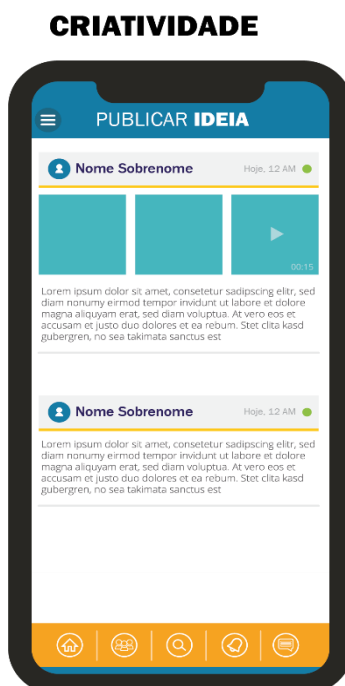 CRIATIVIDADE
PUBLICAR IDEIA
Nome Sobrenome
Hoje, 12 AM
00:15
Lorem ipsum dolor sit amet, consetetur sadipscing elitr, sed
diam nonumy eirmod tempor invidunt ut labore et dolore
magna aliquyam erat, sed diam voluptua. At vero eos et
accusam et justo duo dolores et ea rebum. Stet clita kasd
gubergren, no sea takimata sanctus est
Nome Sobrenome
Hoje, 12 AM
Lorem ipsum dolor sit amet, consetetur sadipscing elitr, sed
diam nonumy eirmod tempor invidunt ut labore et dolore
magna aliquyam erat, sed diam voluptua. At vero eos et
accusam et justo duo dolores et ea rebum. Stet clita kasd
gubergren, no sea takimata sanctus est